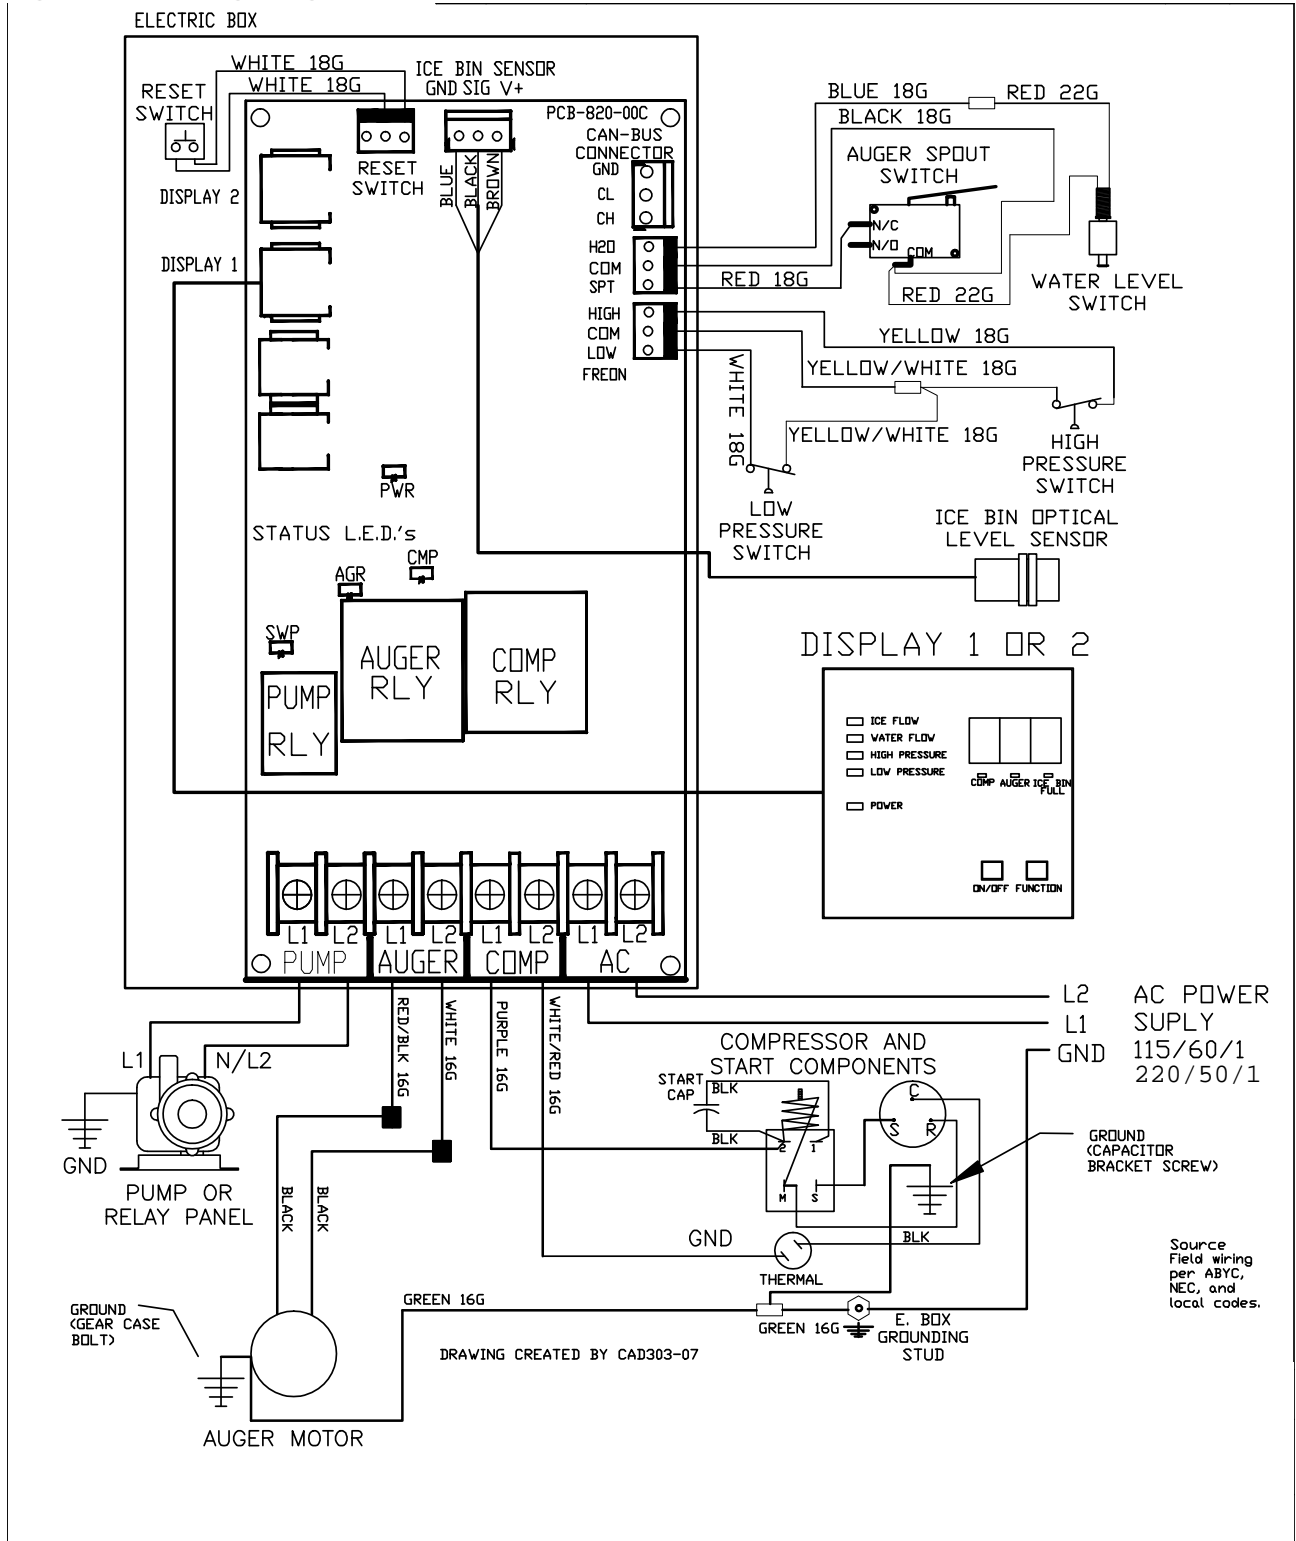 ELECTRIC BOX
WHITE 18G
WHITE 18G
RESET
SWITCH
ICE BIN SENSOR
GND SIG V+
PCB-820-00C
CAN-BUS
CONNECTOR
GND
CL
CH
RESET
SWITCH
BLUE
BLACK
BROWN
DISPLAY 2
DISPLAY 1
H2O
COM
SPT
HIGH
COM
LOW
FREON
BLUE 18G
RED 22G
BLACK 18G
AUGER SPOUT
SWITCH
N/C
N/O
COM
RED 18G
RED 22G
WATER LEVEL
SWITCH
YELLOW 18G
YELLOW/WHITE 18G
WHITE 18G
YELLOW/WHITE 18G
HIGH
PRESSURE
SWITCH
LOW
PRESSURE
SWITCH
ICE BIN OPTICAL
LEVEL SENSOR
PWR
STATUS L.E.D.'s
CMP
AGR
SWP
AUGER
RLY
COMP
RLY
PUMP
RLY
DISPLAY 1 OR 2
ICE FLOW
WATER FLOW
HIGH PRESSURE
LOW PRESSURE
POWER
COMP AUGER ICE BIN
FULL
ON/OFF FUNCTION
L1 L2 L1 L2 L1 L2 L1 L2
PUMP AUGER COMP AC
RED/BLK 16G
WHITE 16G
PURPLE 16G
WHITE/RED 16G
L2
L1
GND
AC POWER
SUPLY
115/60/1
220/50/1
COMPRESSOR AND
START COMPONENTS
START
CAP
BLK
BLK
2 1
M S
C
S R
L1
N/L2
GND
PUMP OR
RELAY PANEL
BLACK
BLACK
GROUND
(CAPACITOR
BRACKET SCREW)
GND
BLK
THERMAL
Source
Field wiring
per ABYC,
NEC, and
local codes.
GREEN 16G
GREEN 16G
E. BOX
GROUNDING
STUD
GROUND
(GEAR CASE
BOLT)
DRAWING CREATED BY CAD303-07
AUGER MOTOR